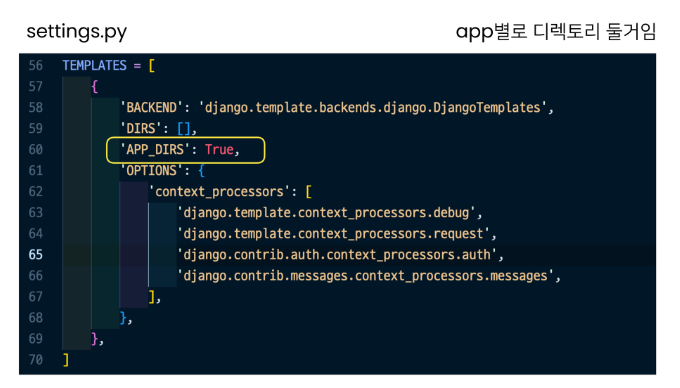 settings.py
app별로 디렉토리 둘거임
56 TEMPLATES = [
57 {
58 'BACKEND': 'django.template.backends.django.DjangoTemplates',
59 'DIRS': [],
60 'APP_DIRS': True,
61 'OPTIONS': {
62 'context_processors': [
63 'django.template.context_processors.debug',
64 'django.template.context_processors.request',
65 'django.contrib.auth.context_processors.auth',
66 'django.contrib.messages.context_processors.messages',
67 ],
68 },
69 },
70 ]